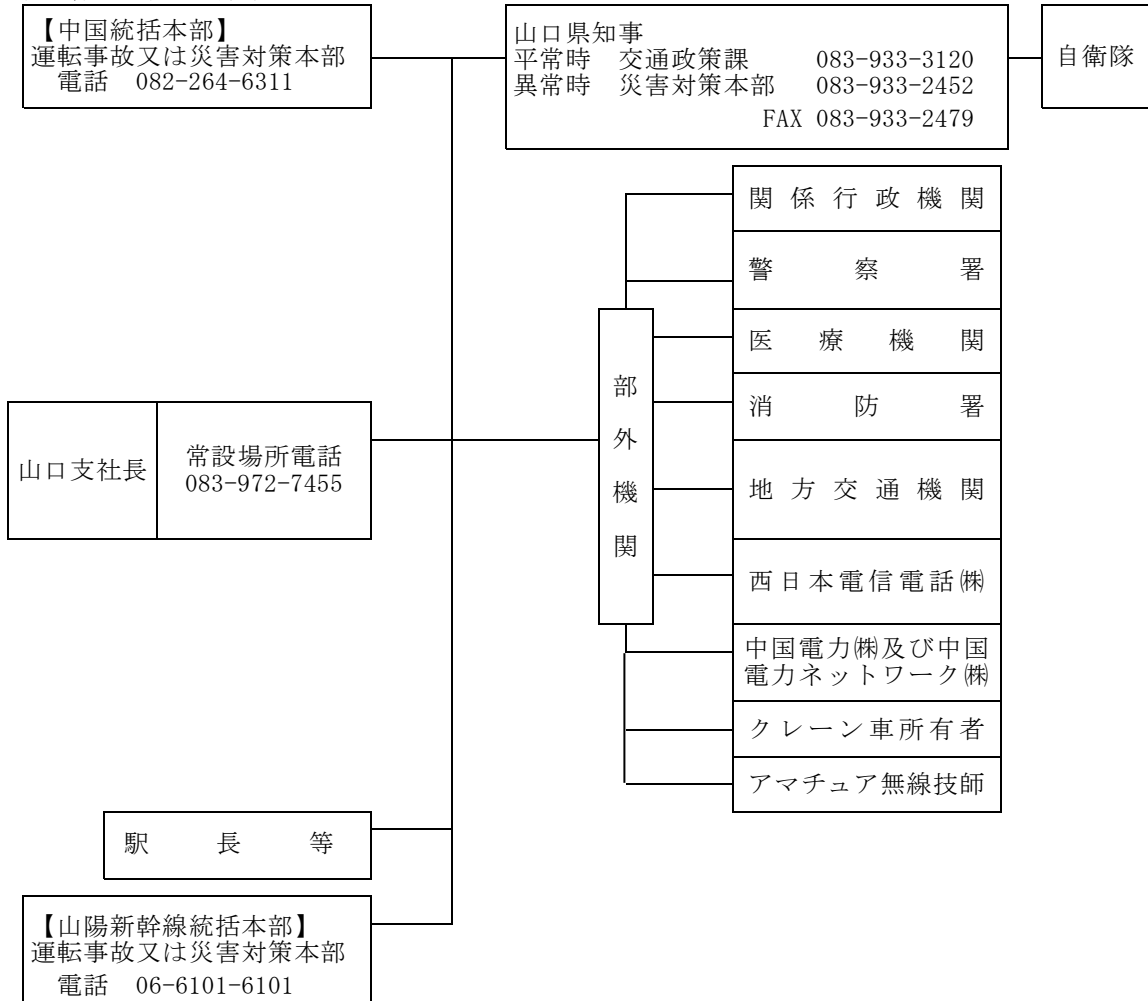 【中国統括本部】
運転事故又は災害対策本部
電話 082-264-6311
山口県知事
平常時 交通政策課 083-933-3120
異常時 災害対策本部 083-933-2452
FAX 083-933-2479
自衛隊
関係行政機関
警察署
医療機関
消防署
地方交通機関
西日本電信電話㈱
中国電力㈱及び中国
電力ネットワーク㈱
クレーン車所有者
アマチュア無線技師
部外機関
山口支社長
常設場所電話
083-972-7455
駅長等
【山陽新幹線統括本部】
運転事故又は災害対策本部
電話 06-6101-6101